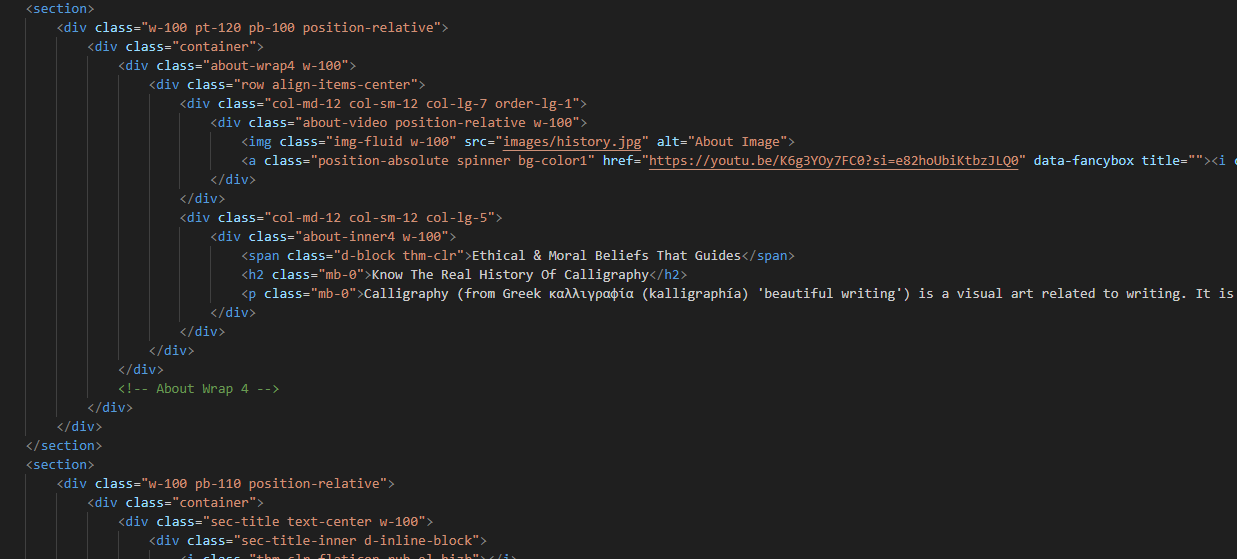 <section>
<div class="w-100 pt-120 pb-100 position-relative">
<div class="container">
<div class="about-wrap4 w-100">
<div class="row align-items-center">
<div class="col-md-12 col-sm-12 col-lg-7 order-lg-1">
<div class="about-video position-relative w-100">
<img class="img-fluid w-100" src="images/history.jpg" alt="About Image">
<a class="position-absolute spinner bg-color1" href="https://youtu.be/K6g3YOy7FC0?si=e82hoUbiKtbzJLQ0" data-fancybox title=""><i
</div>
</div>
<div class="col-md-12 col-sm-12 col-lg-5">
<div class="about-inner4 w-100">
<span class="d-block thm-clr">Ethical & Moral Beliefs That Guides</span>
<h2 class="mb-0">Know The Real History Of Calligraphy</h2>
<p class="mb-0">Calligraphy (from Greek καλλιγραφία (kalligraphía) 'beautiful writing') is a visual art related to writing. It is
</div>
</div>
</div>
</div>
<!-- About Wrap 4 -->
</div>
</div>
</section>
<section>
<div class="w-100 pb-110 position-relative">
<div class="container">
<div class="sec-title text-center w-100">
<div class="sec-title-inner d-inline-block">